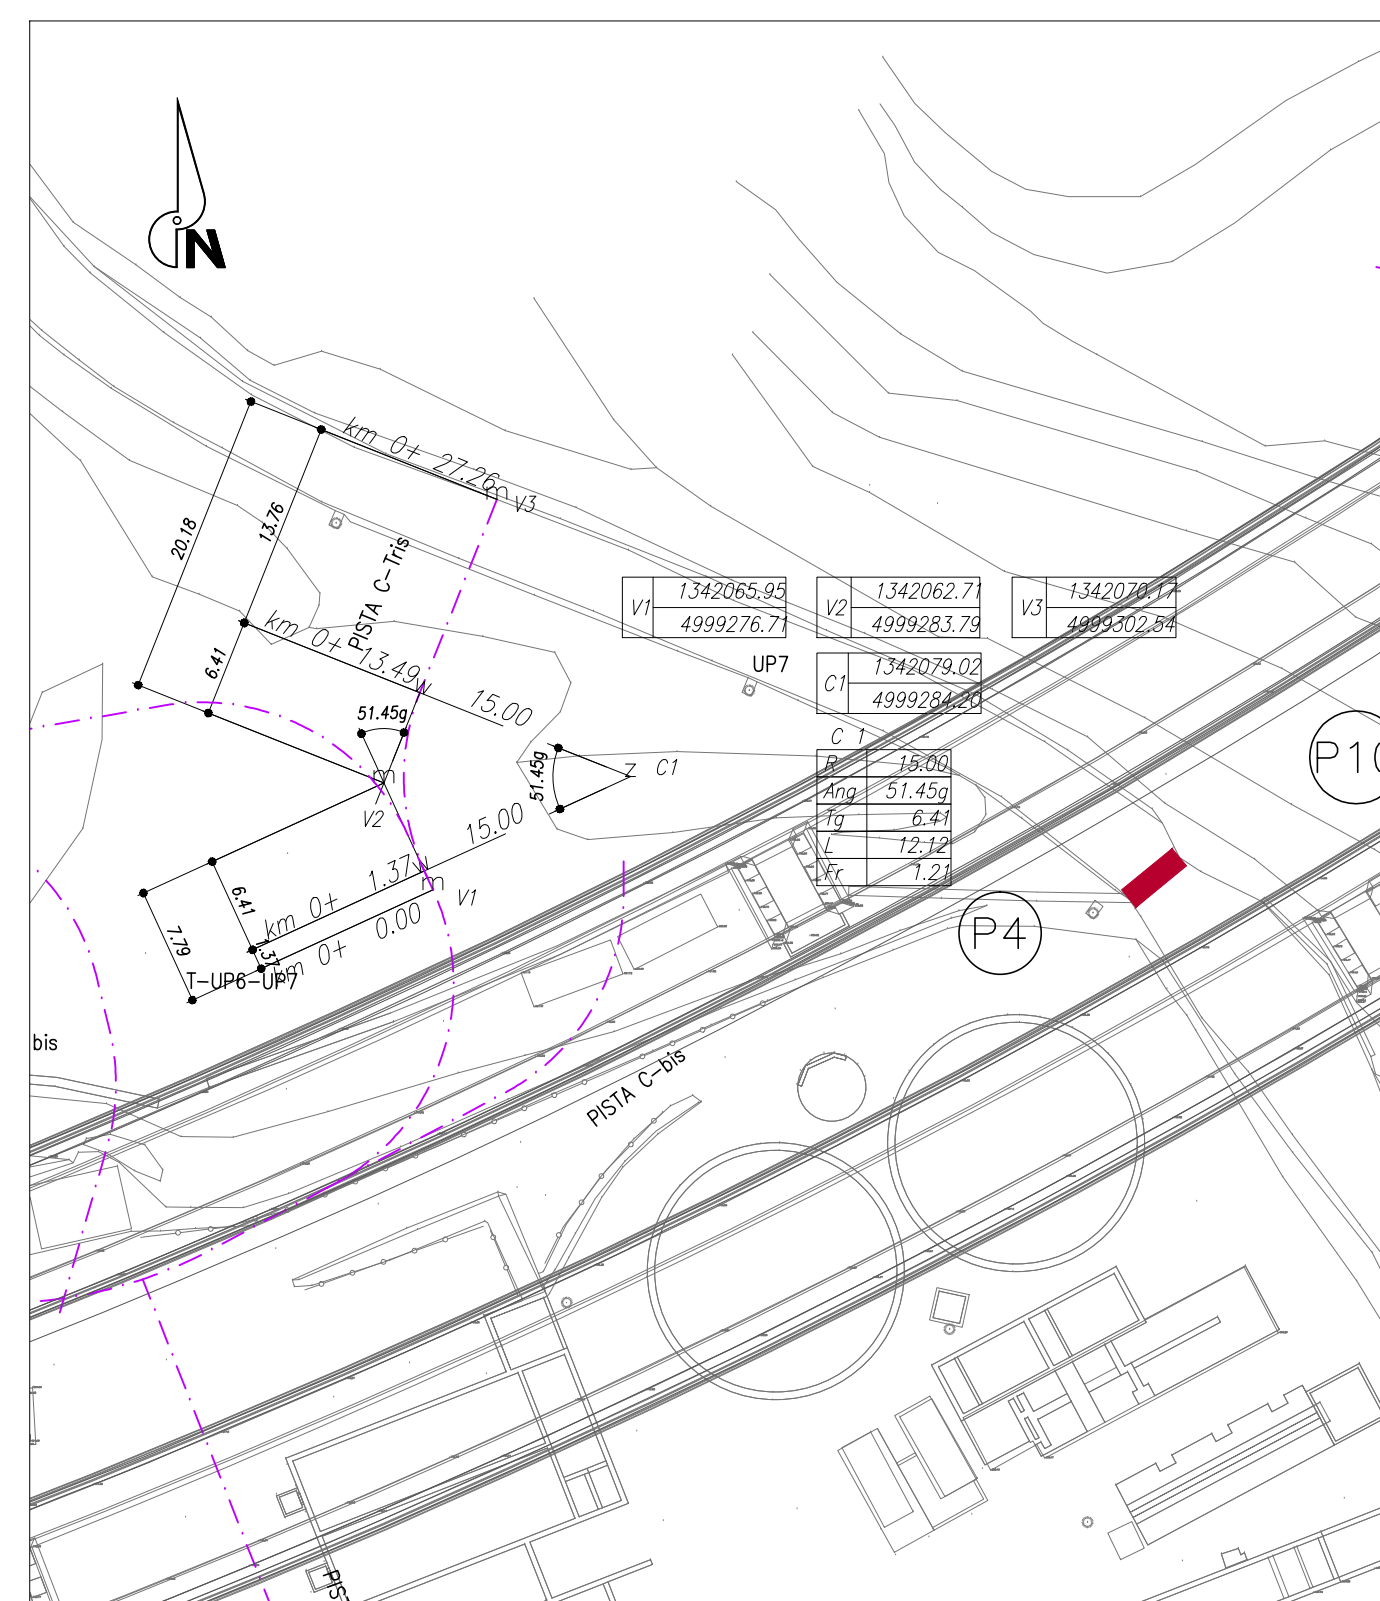 N
km 0+ 27.26
m
V3
20.18
13.76
PISTA C-Tris
km 0+ 13.49
15.00
6.41
V1
1342065.95
4999276.71
V2
1342062.71
4999283.79
V3
1342070.17
4999302.54
UP7
C1
1342079.02
4999284.20
51.45g
m
V2
51.45g
C1
C 1
R 15.00
Ang 51.45g
Tg 6.41
L 12.12
Fr 1.21
P10
15.00
km 0+ 1.37
m
V1
6.41
7.79
1.37
km 0+ 0.00
T-UP6-UP7
P4
bis
PISTA C-bis